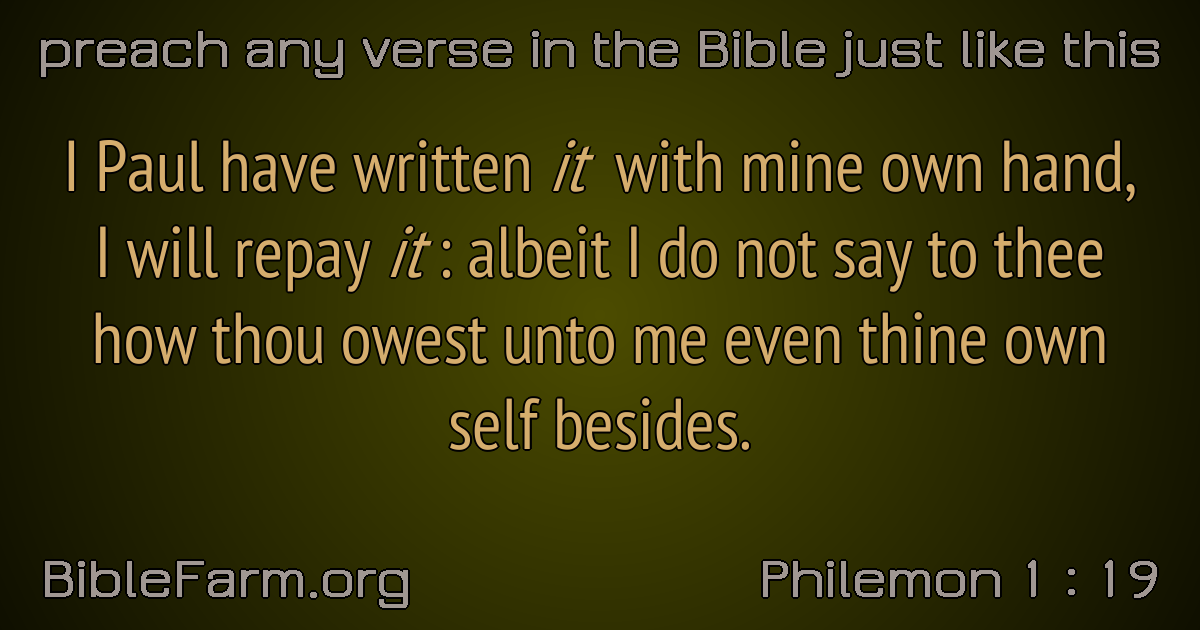 preach any verse in the Bible just like this
I Paul have written it with mine own hand,
I will repay it : albeit I do not say to thee
how thou owest unto me even thine own
self besides.
BibleFarm.org
Philemon 1 : 19